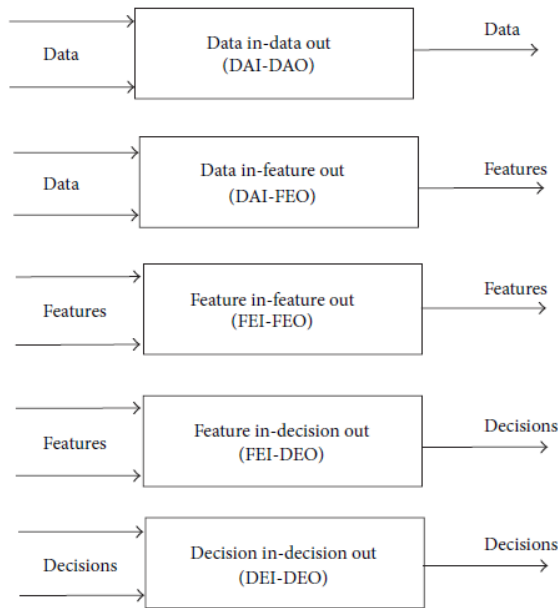 Data
Data in-data out
(DAI-DAO)
Data
Data
Data in-feature out
(DAI-FEO)
Features
Features
Feature in-feature out
(FEI-FEO)
Features
Features
Feature in-decision out
(FEI-DEO)
Decisions
Decisions
Decision in-decision out
(DEI-DEO)
Decisions